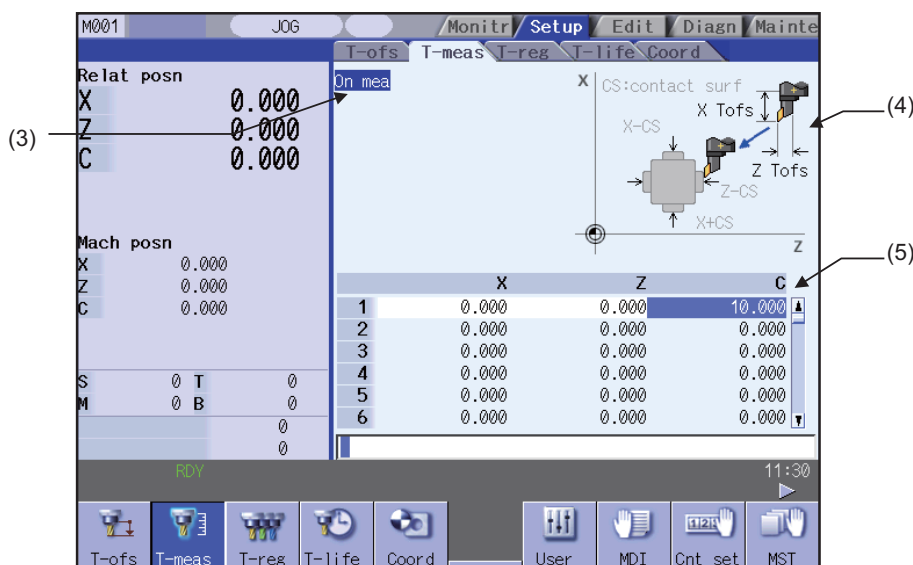 M001 JOG Monitr Setup Edit Diagn Mainte
T-ofs T-meas T-reg T-life Coord
Relat posn
X 0.000
Z 0.000
C 0.000
On mea
(3)
X CS:contact surf
X Tofs
(4)
X-CS
Z Tofs
Z-CS
X+CS
Z
Mach posn
X 0.000
Z 0.000
C 0.000
(5)
X Z C
1 0.000 0.000 10.000
2 0.000 0.000 0.000
3 0.000 0.000 0.000
4 0.000 0.000 0.000
5 0.000 0.000 0.000
6 0.000 0.000 0.000
S 0 T 0
M 0 B 0
0
0
RDY 11:30
T-ofs T-meas T-reg T-life Coord User MDI Cnt set MST